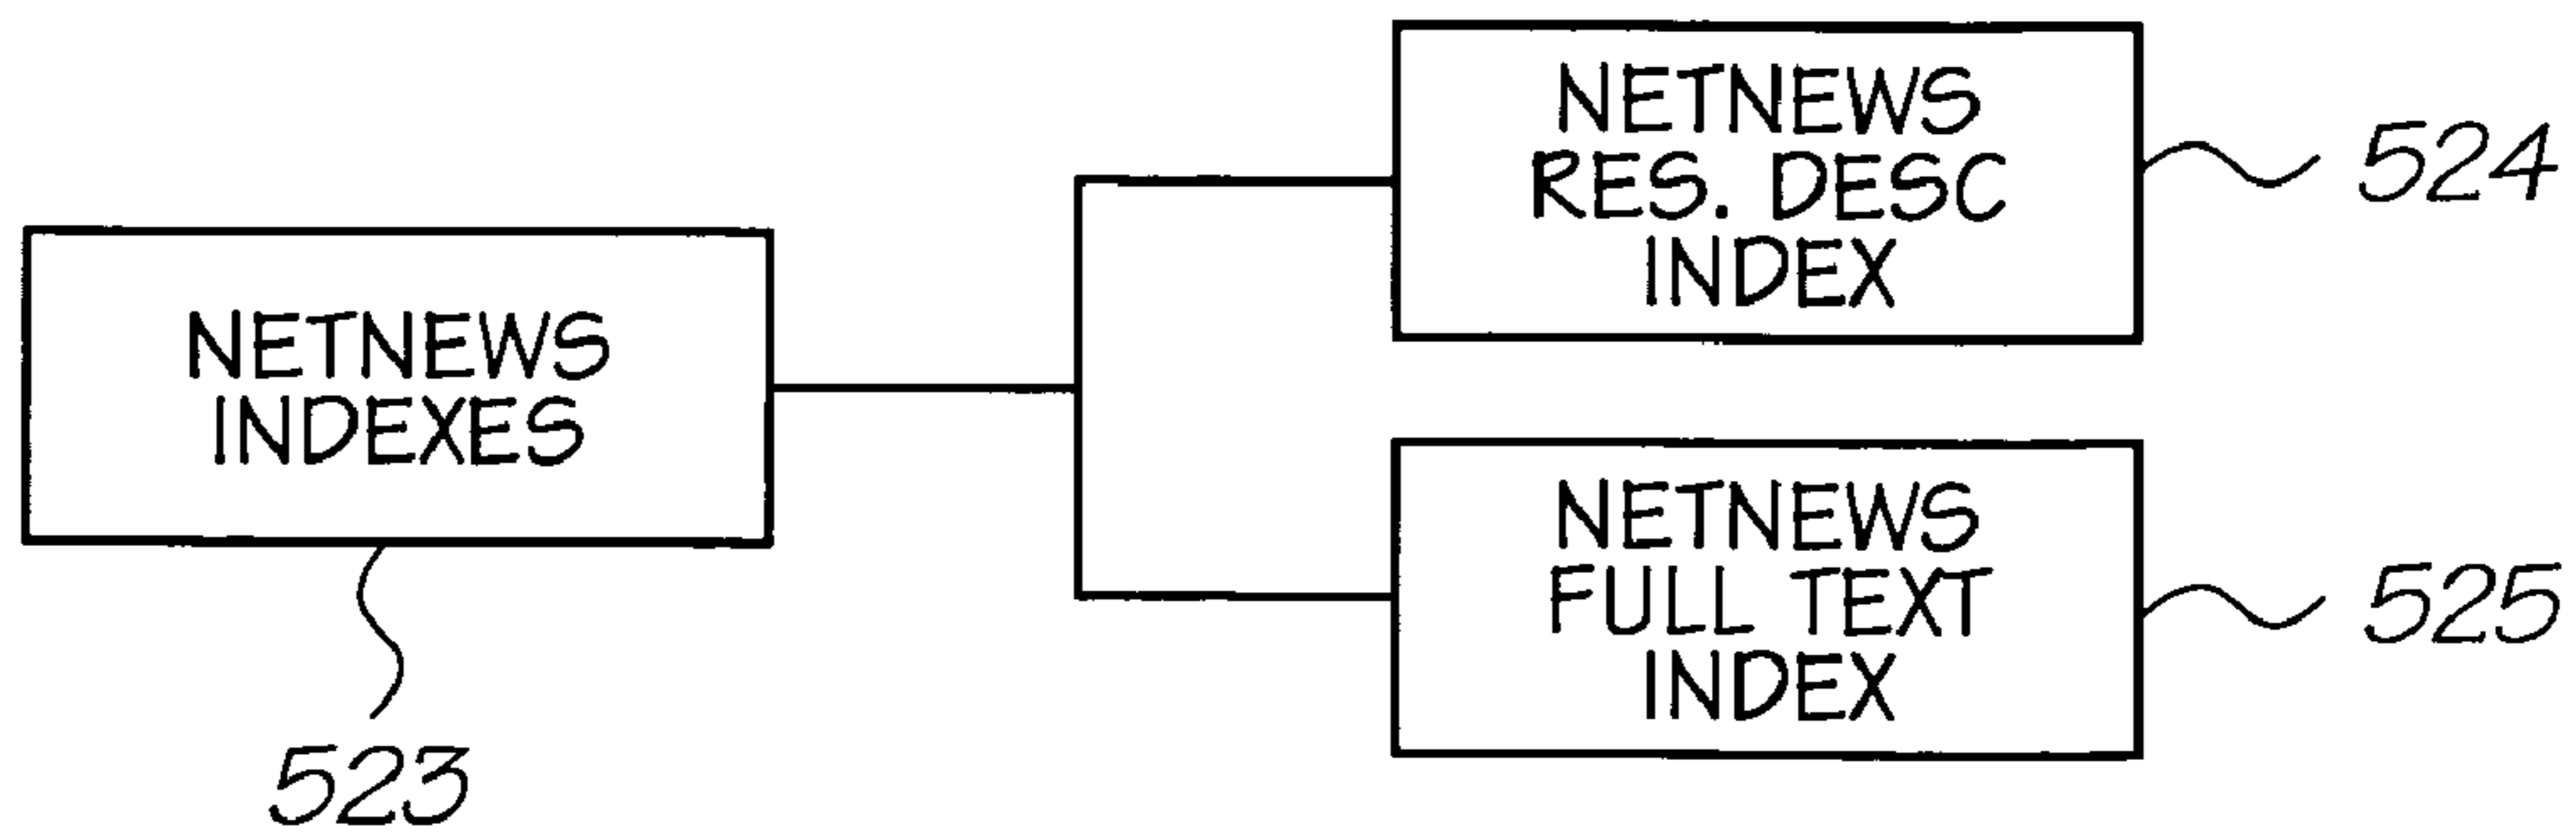 NETNEWS
INDEXES
523
NETNEWS
RES. DESC
INDEX
524
NETNEWS
FULL TEXT
INDEX
525